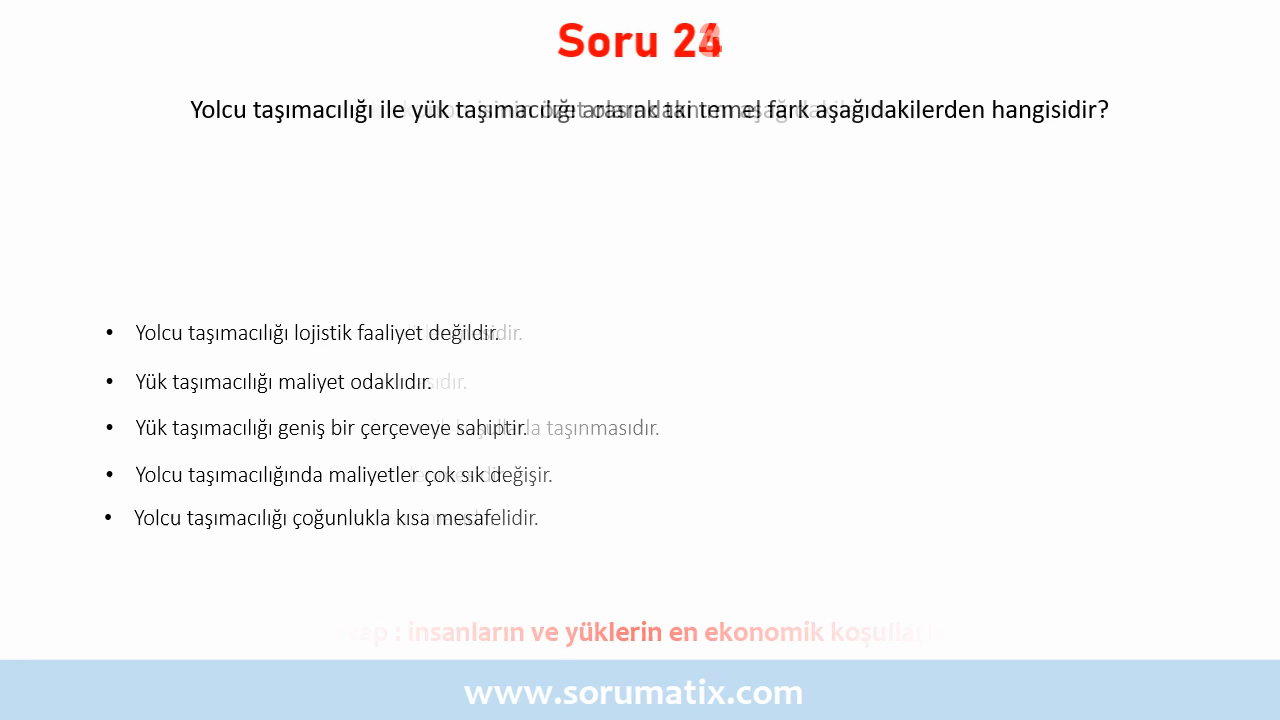 Soru 24
Yolcu taşımacılığı ile yük taşımacılığı arasındaki temel fark aşağıdakilerden hangisidir?
• Yolcu taşımacılığı lojistik faaliyet değildir.
• Yük taşımacılığı maliyet odaklıdır.
• Yük taşımacılığı geniş bir çerçeveye sahiptir.
• Yolcu taşımacılığında maliyetler çok sık değişir.
• Yolcu taşımacılığı çoğunlukla kısa mesafelidir.
: insanların ve yüklerin en ekonomik
www.sorumatix.com